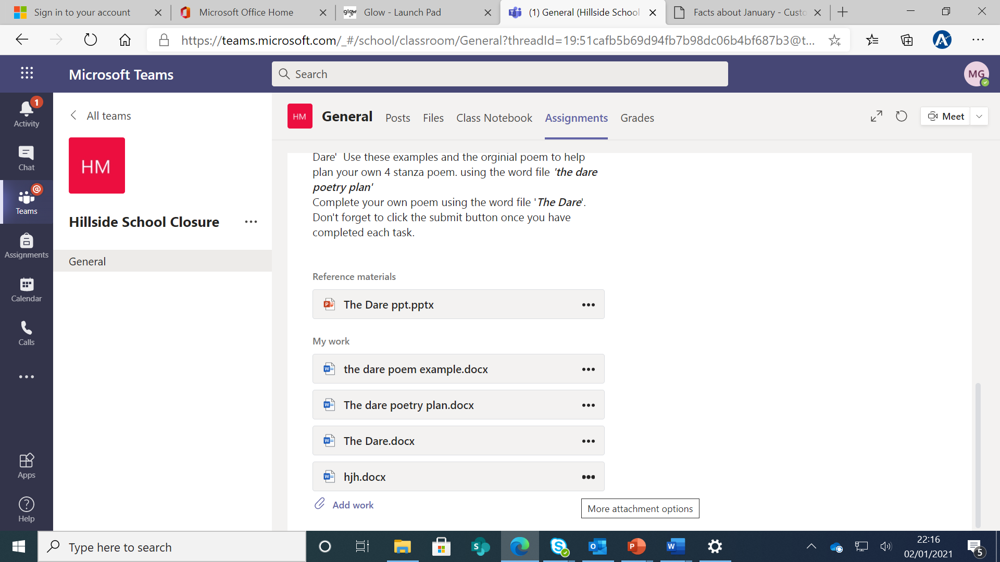 Sign in to your account
Microsoft Office Home
glow
Glow - Launch Pad
(1) General (Hillside School
Facts about January - Custo
https://teams.microsoft.com/_#/school/classroom/General?threadId=19:51cafb5b69d94fb7b98dc06b4bf687b3@t...
Microsoft Teams
Search
MG
1
Activity
Chat
@
Teams
Assignments
Calendar
Calls
Apps
Help
All teams
HM
Hillside School Closure
General
HM
General
Posts
Files
Class Notebook
Assignments
Grades
Meet
Dare'  Use these examples and the orginial poem to help
plan your own 4 stanza poem. using the word file 'the dare
poetry plan'
Complete your own poem using the word file 'The Dare'.
Don't forget to click the submit button once you have
completed each task.
Reference materials
The Dare ppt.pptx
My work
the dare poem example.docx
The dare poetry plan.docx
The Dare.docx
hjh.docx
Add work
More attachment options
Type here to search
22:16
02/01/2021
5